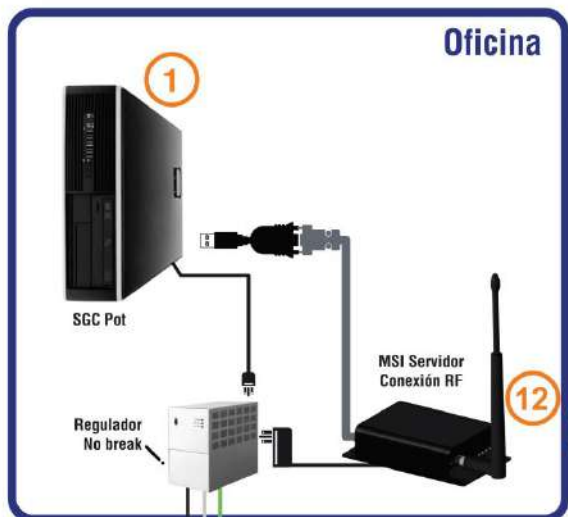 Oficina
1
SGC Pot
MSI Servidor
Conexión RF
12
Regulador
No break